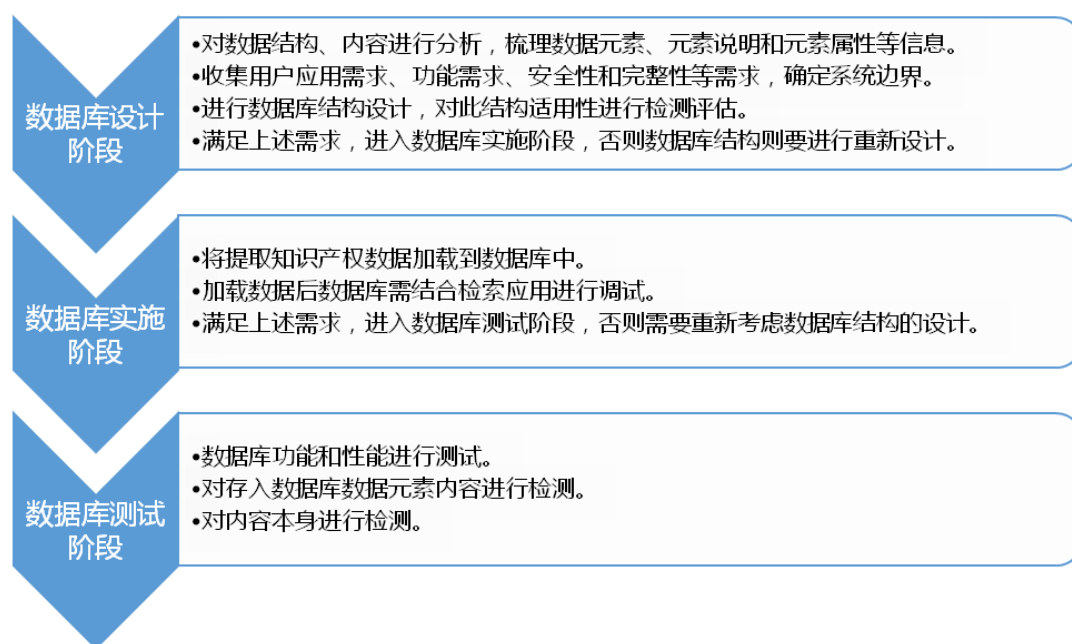 数据库设计
阶段
•对数据结构、内容进行分析，梳理数据元素、元素说明和元素属性等信息。
•收集用户应用需求、功能需求、安全性和完整性等需求，确定系统边界。
•进行数据库结构设计，对此结构适用性进行检测评估。
•满足上述需求，进入数据库实施阶段，否则数据库结构则要进行重新设计。
数据库实施
阶段
•将提取知识产权数据加载到数据库中。
•加载数据后数据库需结合检索应用进行调试。
•满足上述需求，进入数据库测试阶段，否则需要重新考虑数据库结构的设计。
数据库测试
阶段
•数据库功能和性能进行测试。
•对存入数据库数据元素内容进行检测。
•对内容本身进行检测。